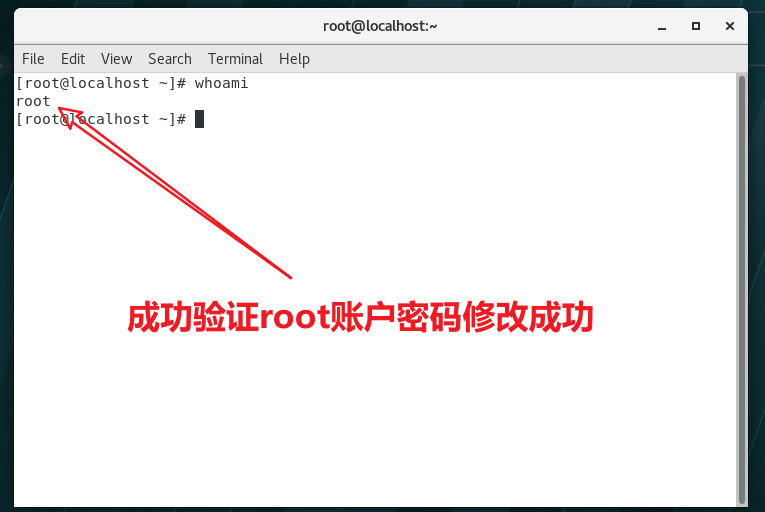 root@localhost:~
File Edit View Search Terminal Help
[root@localhost ~]# whoami
root
[root@localhost ~]#
成功验证root账户密码修改成功